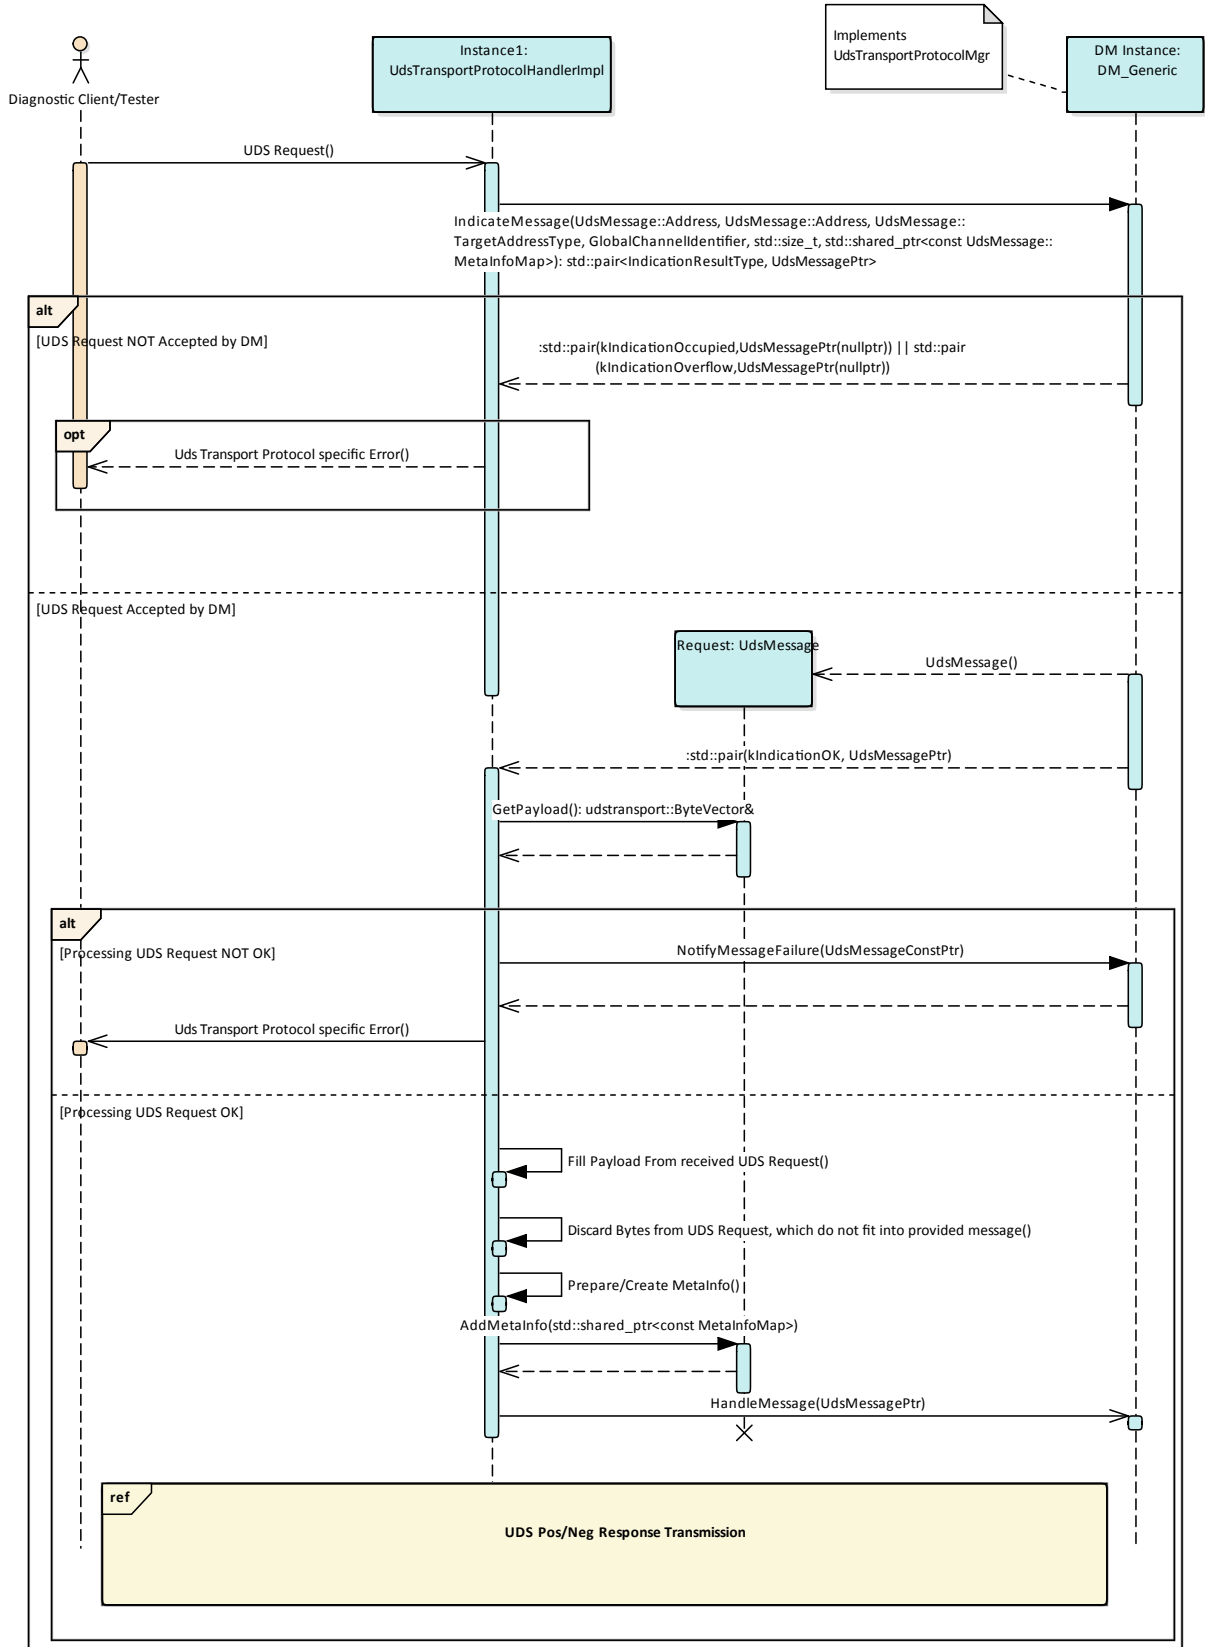 Implements
UdsTransportProtocolMgr
Instance1:
UdsTransportProtocolHandlerImpl
DM Instance:
DM_Generic
Diagnostic Client/Tester
UDS Request()
IndicateMessage(UdsMessage::Address, UdsMessage::Address, UdsMessage::
TargetAddressType, GlobalChannelIdentifier, std::size_t, std::shared_ptr<const UdsMessage::
MetaInfoMap>): std::pair<IndicationResultType, UdsMessagePtr>
alt
[UDS Request NOT Accepted by DM]
:std::pair(kIndicationOccupied,UdsMessagePtr(nullptr)) || std::pair
(kIndicationOverflow,UdsMessagePtr(nullptr))
opt
Uds Transport Protocol specific Error()
[UDS Request Accepted by DM]
Request: UdsMessage
UdsMessage()
:std::pair(kIndicationOK, UdsMessagePtr)
GetPayload(): udstransport::ByteVector&
alt
[Processing UDS Request NOT OK]
NotifyMessageFailure(UdsMessageConstPtr)
Uds Transport Protocol specific Error()
[Processing UDS Request OK]
Fill Payload From received UDS Request()
Discard Bytes from UDS Request, which do not fit into provided message()
Prepare/Create MetaInfo()
AddMetaInfo(std::shared_ptr<const MetaInfoMap>)
HandleMessage(UdsMessagePtr)
ref
UDS Pos/Neg Response Transmission